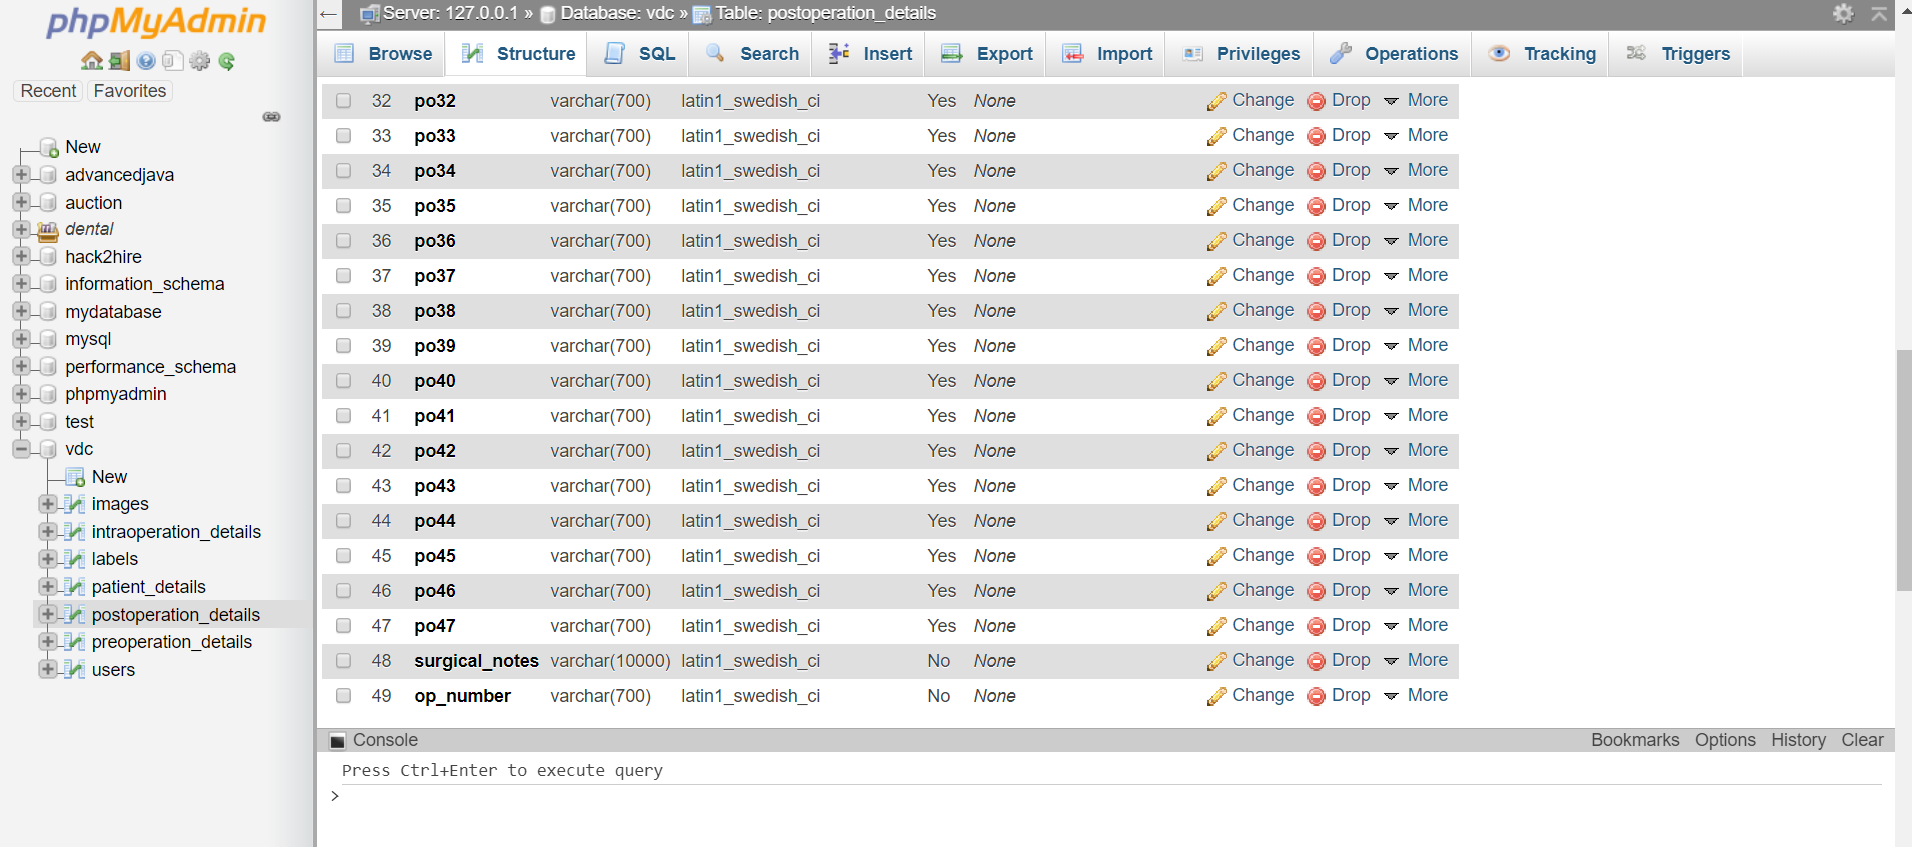 phpMyAdmin
Recent Favorites
New
advancedjava
auction
dental
hack2hire
information_schema
mydatabase
mysql
performance_schema
phpmyadmin
test
vdc
New
images
intraoperation_details
labels
patient_details
postoperation_details
preoperation_details
users
Server: 127.0.0.1 » Database: vdc » Table: postoperation_details
Browse Structure SQL Search Insert Export Import Privileges Operations Tracking Triggers
32 po32 varchar(700) latin1_swedish_ci Yes None Change Drop More
33 po33 varchar(700) latin1_swedish_ci Yes None Change Drop More
34 po34 varchar(700) latin1_swedish_ci Yes None Change Drop More
35 po35 varchar(700) latin1_swedish_ci Yes None Change Drop More
36 po36 varchar(700) latin1_swedish_ci Yes None Change Drop More
37 po37 varchar(700) latin1_swedish_ci Yes None Change Drop More
38 po38 varchar(700) latin1_swedish_ci Yes None Change Drop More
39 po39 varchar(700) latin1_swedish_ci Yes None Change Drop More
40 po40 varchar(700) latin1_swedish_ci Yes None Change Drop More
41 po41 varchar(700) latin1_swedish_ci Yes None Change Drop More
42 po42 varchar(700) latin1_swedish_ci Yes None Change Drop More
43 po43 varchar(700) latin1_swedish_ci Yes None Change Drop More
44 po44 varchar(700) latin1_swedish_ci Yes None Change Drop More
45 po45 varchar(700) latin1_swedish_ci Yes None Change Drop More
46 po46 varchar(700) latin1_swedish_ci Yes None Change Drop More
47 po47 varchar(700) latin1_swedish_ci Yes None Change Drop More
48 surgical_notes varchar(10000) latin1_swedish_ci No None Change Drop More
49 op_number varchar(700) latin1_swedish_ci No None Change Drop More
Console Bookmarks Options History Clear
Press Ctrl+Enter to execute query
>